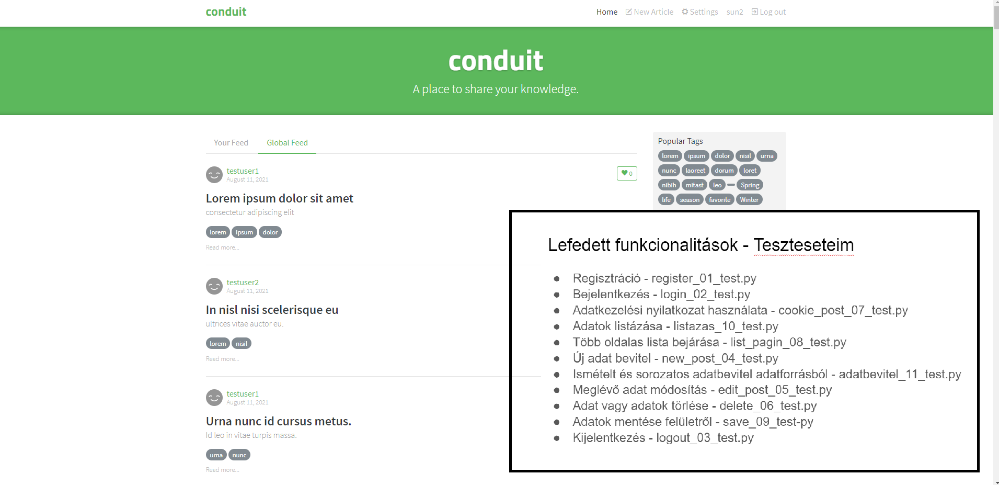 conduit
Home New Article Settings sun2 Log out
conduit
A place to share your knowledge.
Your Feed Global Feed
testuser1
August 11, 2021
0
Lorem ipsum dolor sit amet
consectetur adipiscing elit
lorem ipsum dolor
Read more...
testuser2
August 11, 2021
In nisl nisi scelerisque eu
ultrices vitae auctor eu.
lorem nisil
Read more...
testuser1
August 11, 2021
Urna nunc id cursus metus.
Id leo in vitae turpis massa.
urna nunc
Read more...
Popular Tags
lorem ipsum dolor nisil urna
nunc laoreet dorum loret
nibih mitast leo Spring
life season favorite Winter
Lefedett funkcionalitások - Teszteseteim
● Regisztráció - register_01_test.py
● Bejelentkezés - login_02_test.py
● Adatkezelési nyilatkozat használata - cookie_post_07_test.py
● Adatok listázása - listazas_10_test.py
● Több oldalas lista bejárása - list_pagin_08_test.py
● Új adat bevitel - new_post_04_test.py
● Ismételt és sorozatos adatbevitel adatforrásból - adatbevitel_11_test.py
● Meglévő adat módosítás - edit_post_05_test.py
● Adat vagy adatok törlése - delete_06_test.py
● Adatok mentése felületről - save_09_test-py
● Kijelentkezés - logout_03_test.py